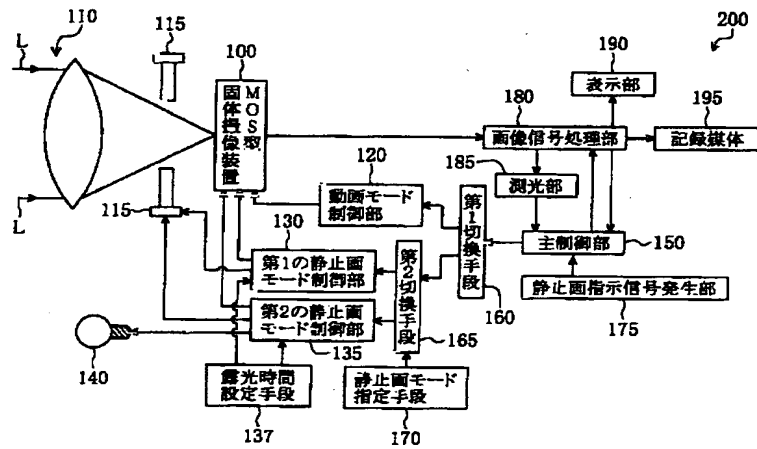 110
115
200
L
100
190
MOS型
固体撮像装置
表示部
195
180
画像信号処理部
記録媒体
185
120
測光部
動画モード
制御部
第1切換手段
L
115
130
主制御部
150
第1の静止画
モード制御部
第2切換手段
160
静止画指示信号発生部
第2の静止画
モード制御部
175
140
135
165
露光時間
設定手段
静止画モード
指定手段
137
170